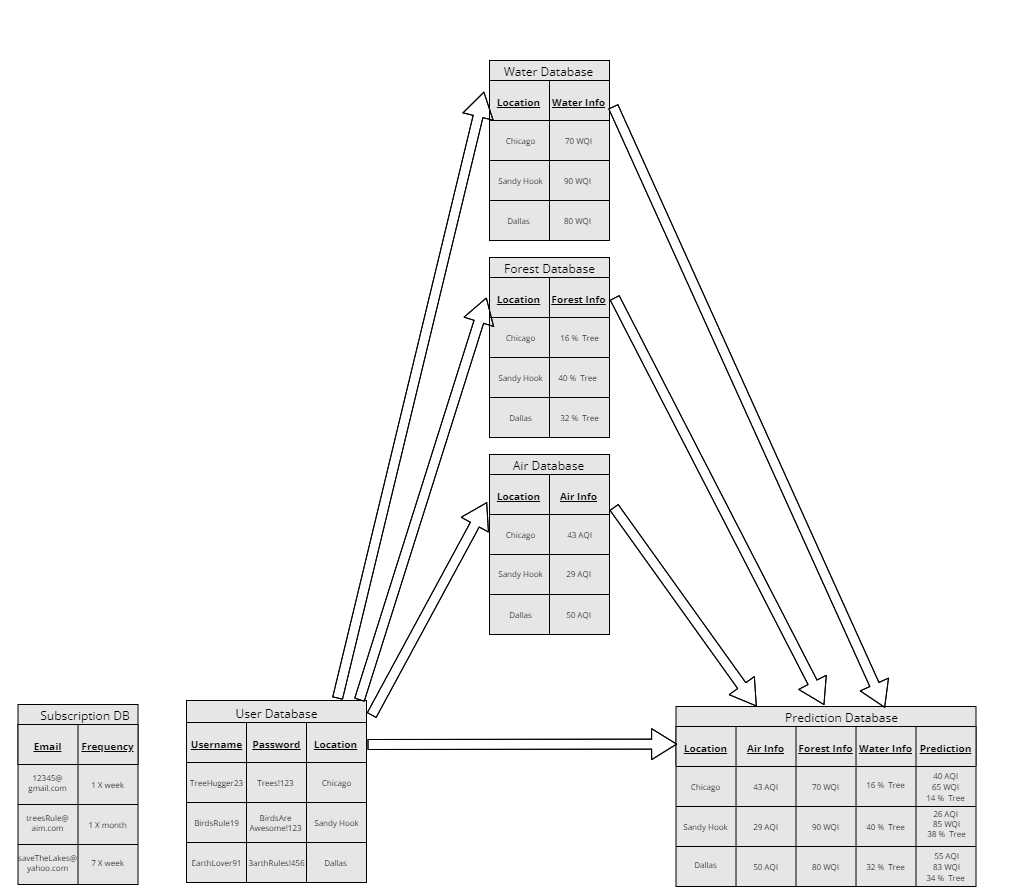 Water Database
Location Water Info
Chicago 70 WQI
Sandy Hook 90 WQI
Dallas 80 WQI
Forest Database
Location Forest Info
Chicago 16 % Tree
Sandy Hook 40 % Tree
Dallas 32 % Tree
Air Database
Location Air Info
Chicago 43 AQI
Sandy Hook 29 AQI
Dallas 50 AQI
Subscription DB
Email Frequency
12345@
gmail.com
1 X week
treesRule@
aim.com
1 X month
saveTheLakes@
yahoo.com
7 X week
User Database
Username Password Location
TreeHugger23 Trees!123 Chicago
BirdsRule19
BirdsAre
Awesome!123
Sandy Hook
EarthLover91 3arthRules!456 Dallas
Prediction Database
Location Air Info Forest Info Water Info Prediction
Chicago 43 AQI 70 WQI 16 % Tree
40 AQI
65 WQI
14 % Tree
Sandy Hook 29 AQI 90 WQI 40 % Tree
26 AQI
85 WQI
38 % Tree
Dallas 50 AQI 80 WQI 32 % Tree
55 AQI
83 WQI
34 % Tree